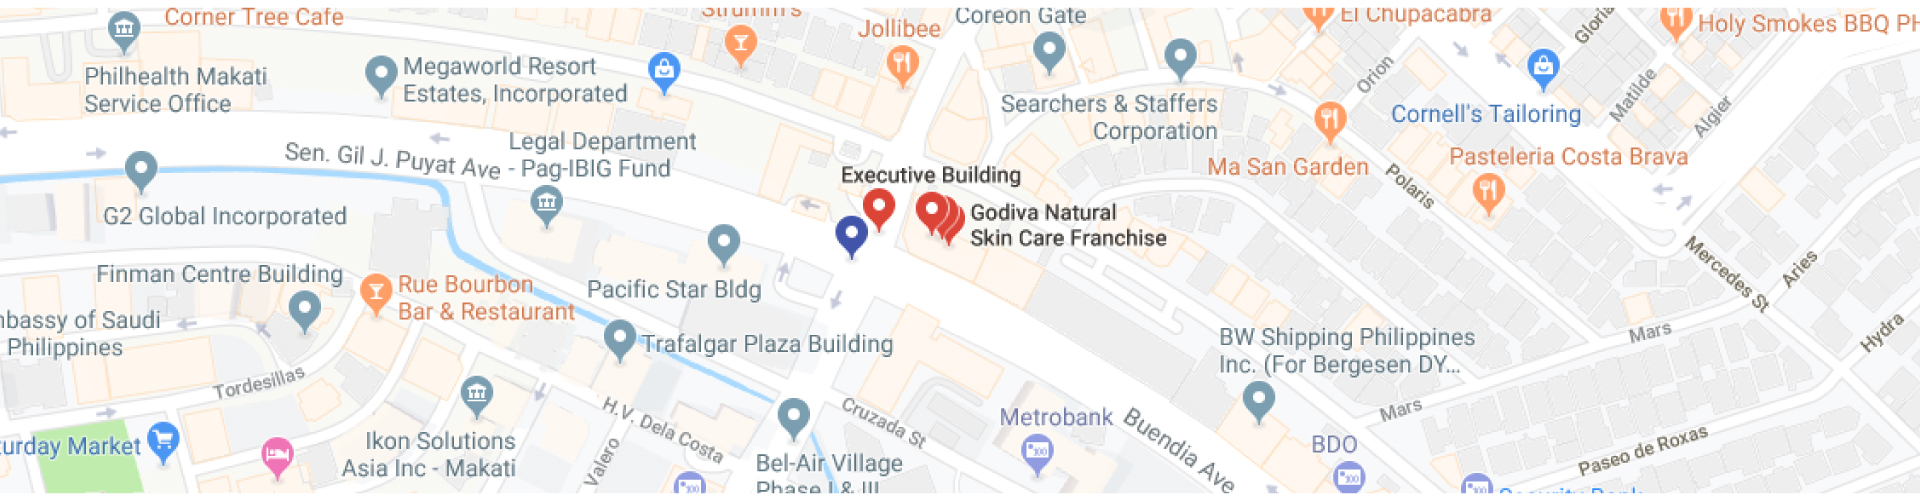 Corner Tree Cafe
Strumm's
Jollibee
Coreon Gate
El Chupacabra
Gloria
Holy Smokes BBQ PH
Philhealth Makati
Service Office
Megaworld Resort
Estates, Incorporated
Searchers & Staffers
Corporation
Orion
Cornell's Tailoring
Matilde
Algier
Sen. Gil J. Puyat Ave
Legal Department
- Pag-IBIG Fund
Executive Building
Ma San Garden
Polaris
Pasteleria Costa Brava
G2 Global Incorporated
Godiva Natural
Skin Care Franchise
Finman Centre Building
Rue Bourbon
Bar & Restaurant
Pacific Star Bldg
Mercedes St
Aries
mbassy of Saudi
Philippines
Trafalgar Plaza Building
BW Shipping Philippines
Inc. (For Bergesen DY...
Mars
Hydra
Tordesillas
H.V. Dela Costa
Cruzada St
Metrobank
Buendia Ave
Mars
BDO
Paseo de Roxas
turday Market
Ikon Solutions
Asia Inc - Makati
Valero
Bel-Air Village
Phase I & III
Security Bank